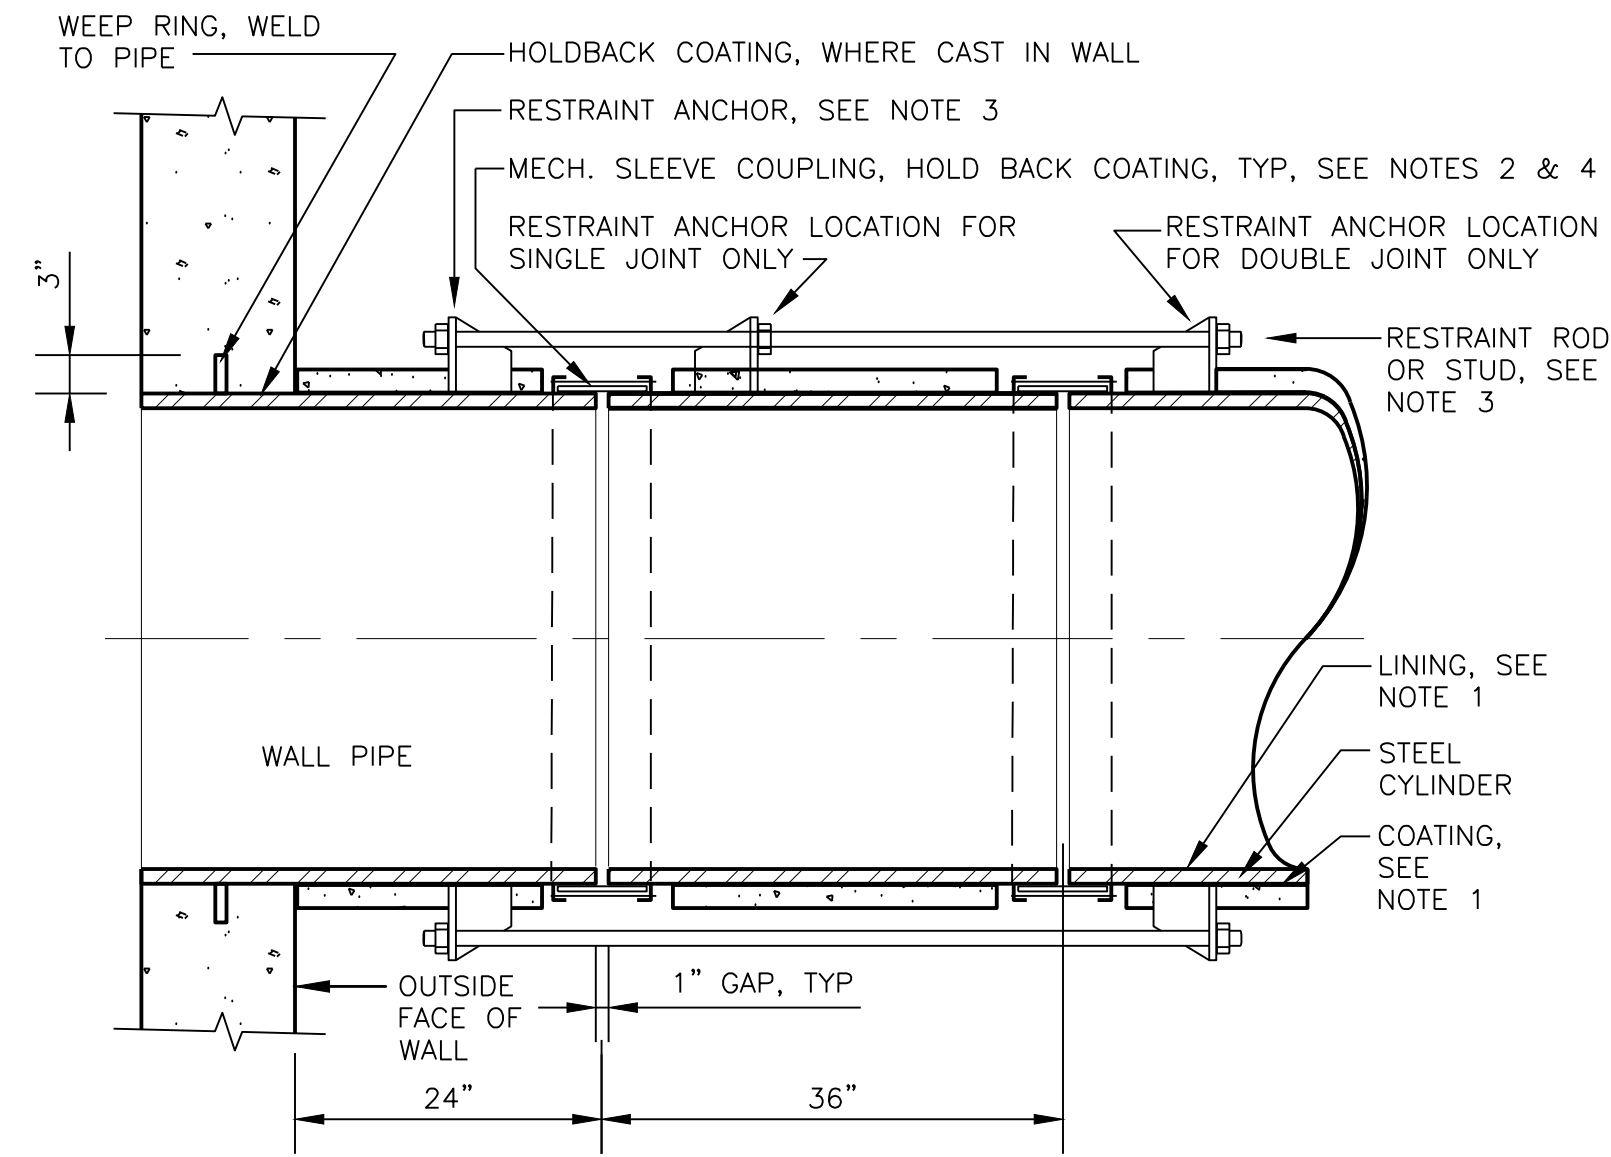 WEEP RING, WELD
TO PIPE
HOLDBACK COATING, WHERE CAST IN WALL
RESTRAINT ANCHOR, SEE NOTE 3
MECH. SLEEVE COUPLING, HOLD BACK COATING, TYP, SEE NOTES 2 & 4
RESTRAINT ANCHOR LOCATION FOR
SINGLE JOINT ONLY
RESTRAINT ANCHOR LOCATION
FOR DOUBLE JOINT ONLY
3"
RESTRAINT ROD
OR STUD, SEE
NOTE 3
LINING, SEE
NOTE 1
WALL PIPE
STEEL
CYLINDER
COATING,
SEE
NOTE 1
OUTSIDE
FACE OF
WALL
1" GAP, TYP
24"
36"